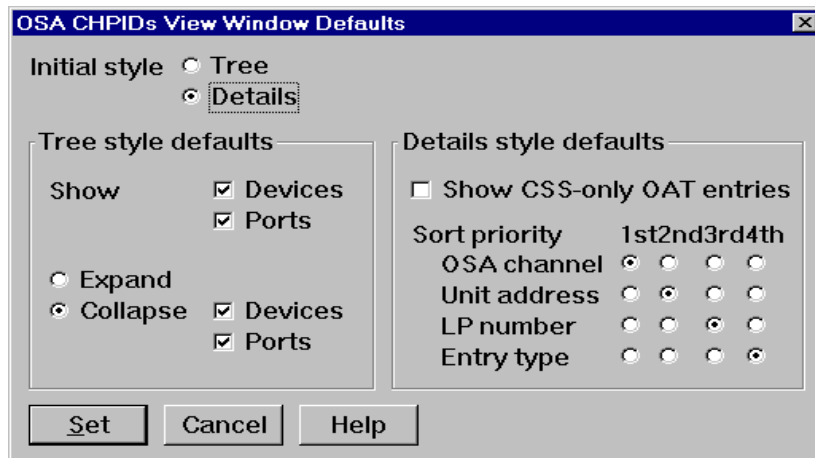 OSA CHPIDs View Window Defaults
Initial style Tree
Details
Tree style defaults
Show Devices
Ports
Expand
Collapse Devices
Ports
Details style defaults
Show CSS-only OAT entries
Sort priority 1st2nd3rd4th
OSA channel
Unit address
LP number
Entry type
Set Cancel Help